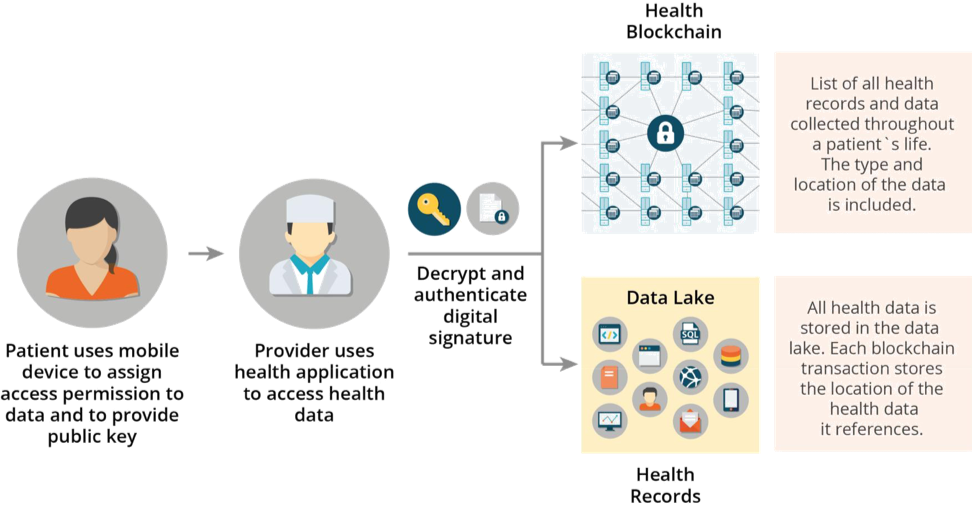 Health
Blockchain
List of all health
records and data
collected throughout
a patient`s life.
The type and
location of the data
is included.
Patient uses mobile
device to assign
access permission to
data and to provide
public key
Provider uses
health application
to access health
data
Decrypt and
authenticate
digital
signature
Data Lake
SQL
Health
Records
All health data is
stored in the data
lake. Each blockchain
transaction stores
the location of the
health data
it references.